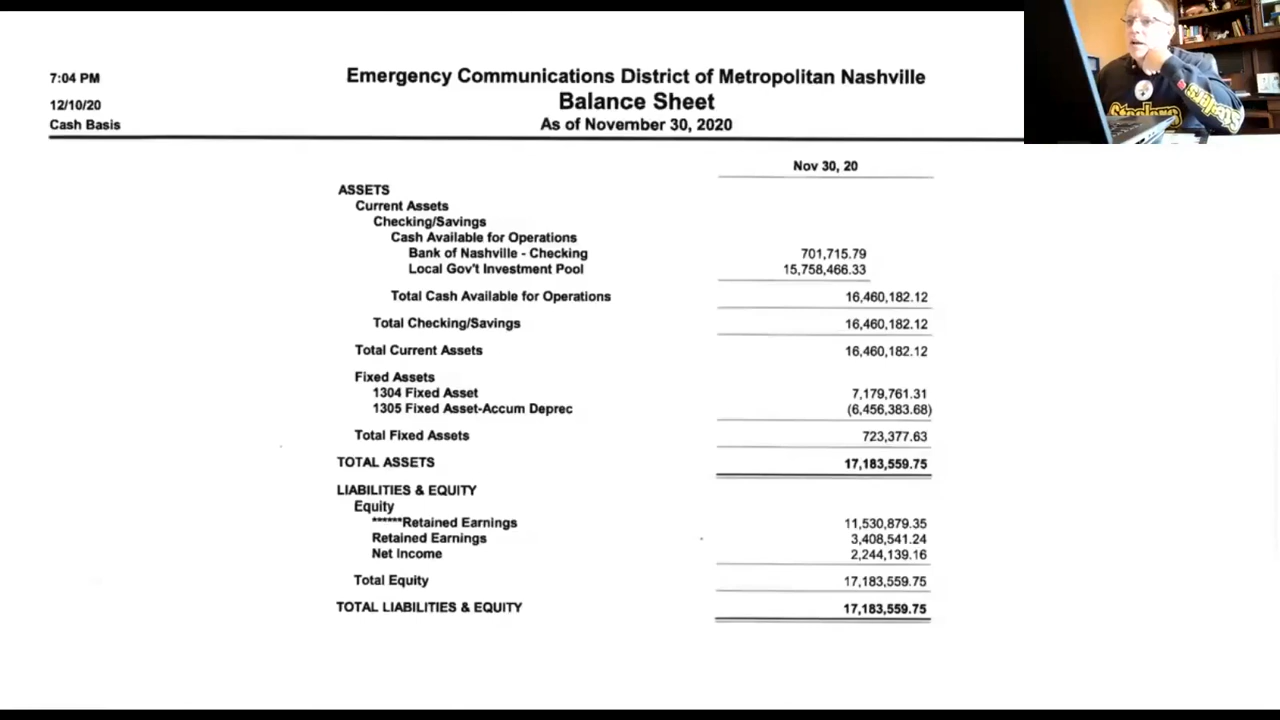 7:04 PM
12/10/20
Cash Basis
Emergency Communications District of Metropolitan Nashville
Balance Sheet
As of November 30, 2020
Nov 30, 20
ASSETS
Current Assets
Checking/Savings
Cash Available for Operations
Bank of Nashville - Checking 701,715.79
Local Gov't Investment Pool 15,758,466.33
Total Cash Available for Operations 16,460,182.12
Total Checking/Savings 16,460,182.12
Total Current Assets 16,460,182.12
Fixed Assets
1304 Fixed Asset 7,179,761.31
1305 Fixed Asset-Accum Deprec (6,456,383.68)
Total Fixed Assets 723,377.63
TOTAL ASSETS 17,183,559.75
LIABILITIES & EQUITY
Equity
******Retained Earnings 11,530,879.35
Retained Earnings 3,408,541.24
Net Income 2,244,139.16
Total Equity 17,183,559.75
TOTAL LIABILITIES & EQUITY 17,183,559.75
Steelers
Steelers